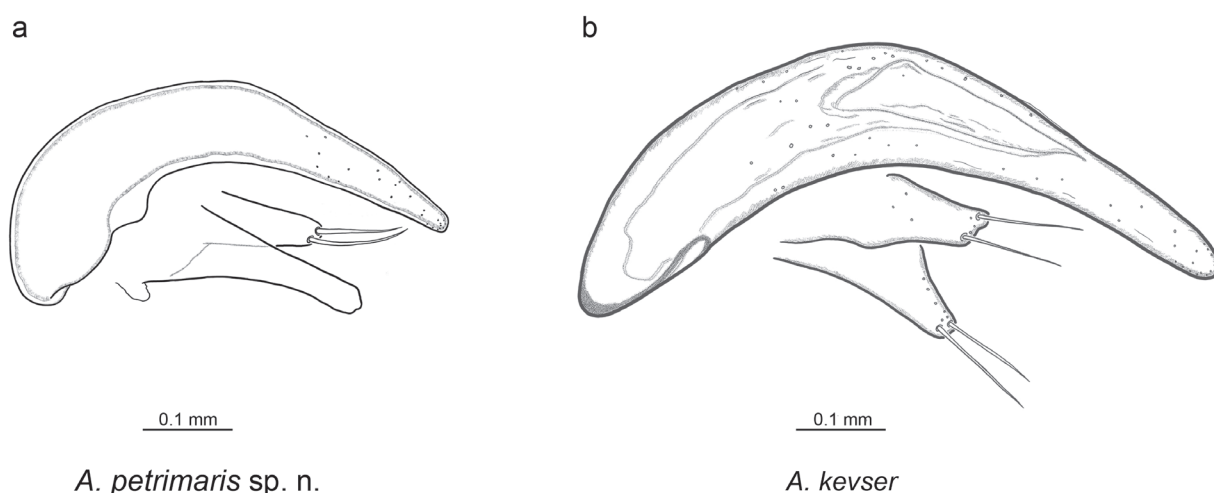 a
b
0.1 mm
0.1 mm
A. petrimaris sp. n.
A. kevser